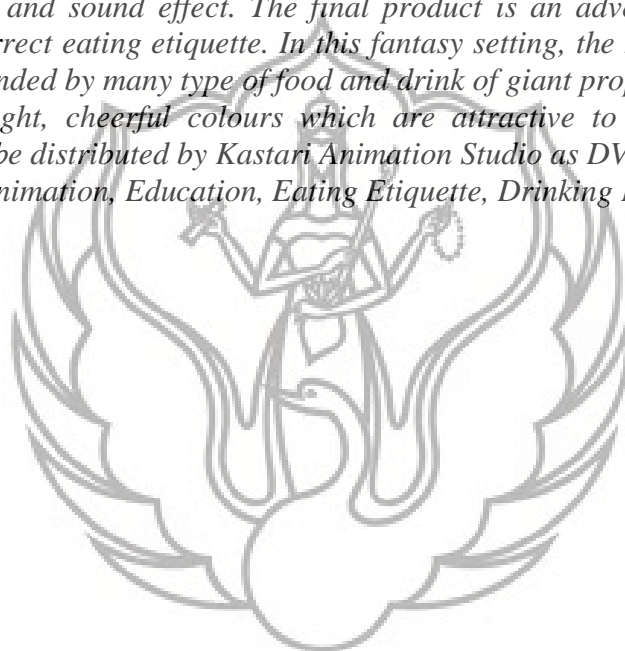 and sound effect. The final product is an adve
rrect eating etiquette. In this fantasy setting, the
nded by many type of food and drink of giant prop
ght, cheerful colours which are attractive to
be distributed by Kastari Animation Studio as DV
nimation, Education, Eating Etiquette, Drinking